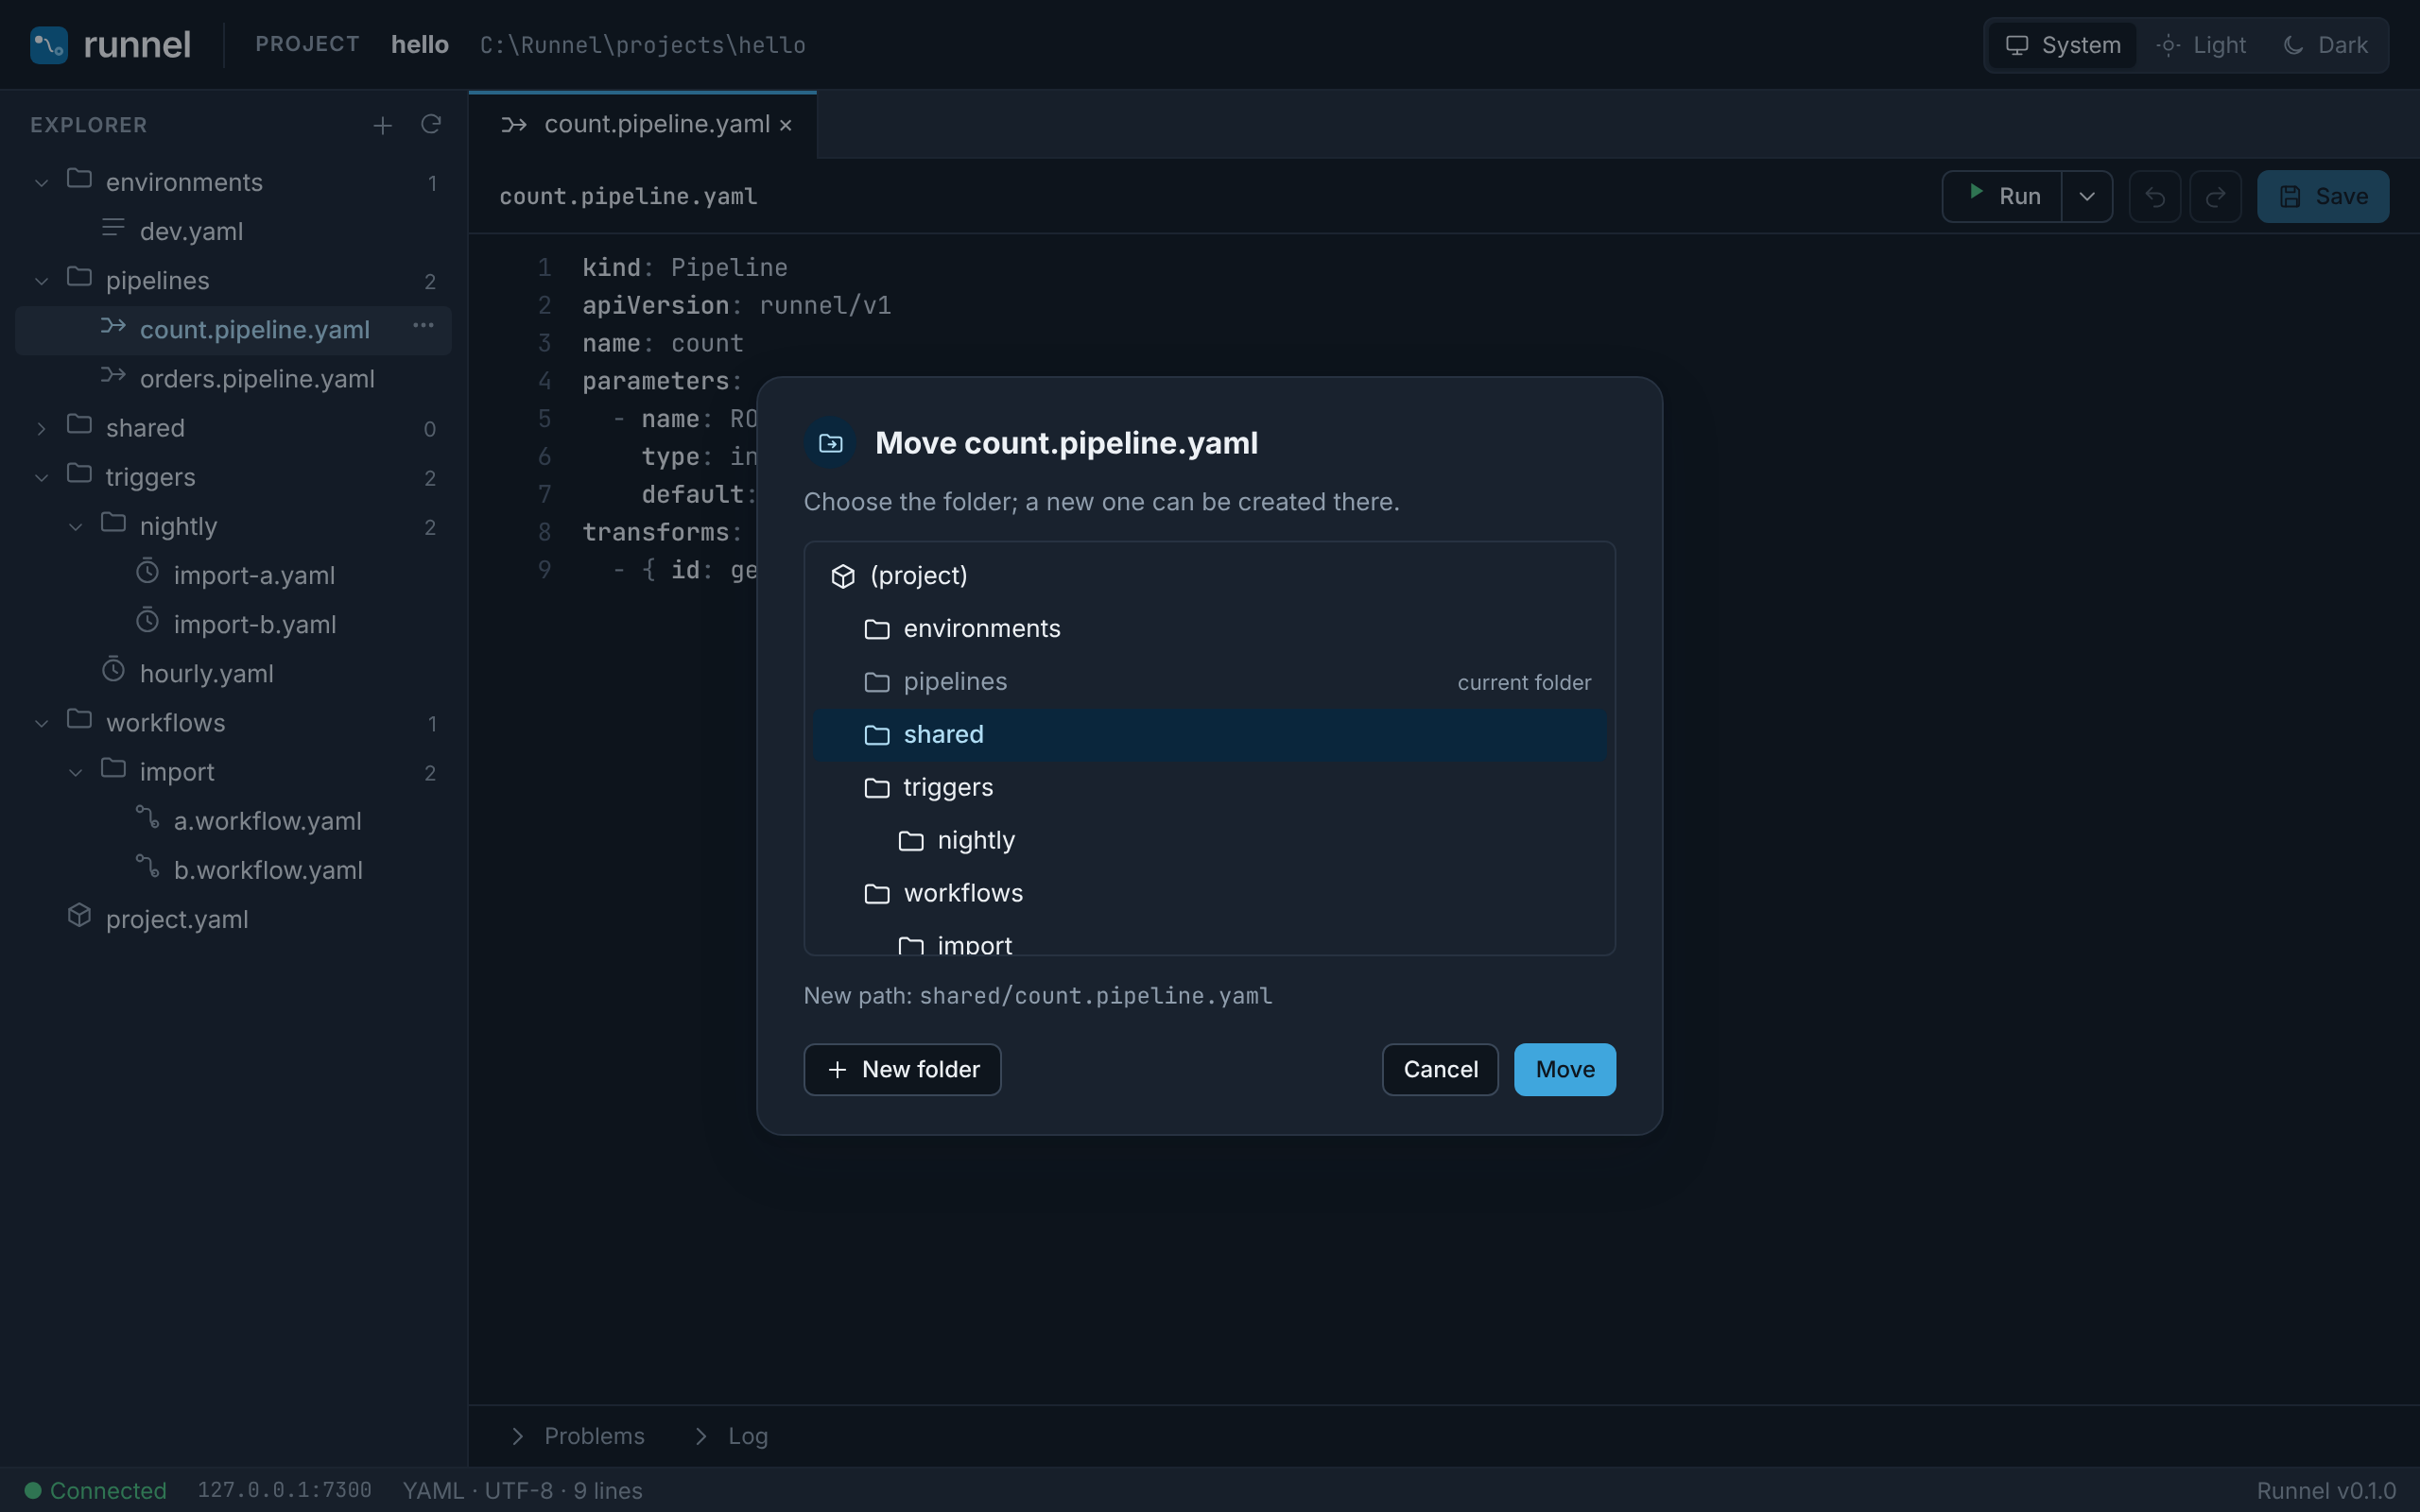 runnel PROJECT hello C:\Runnel\projects\hello System Light Dark
EXPLORER
environments 1
dev.yaml
pipelines 2
count.pipeline.yaml ···
orders.pipeline.yaml
shared 0
triggers 2
nightly 2
import-a.yaml
import-b.yaml
hourly.yaml
workflows 1
import 2
a.workflow.yaml
b.workflow.yaml
project.yaml
count.pipeline.yaml ×
count.pipeline.yaml Run Save
1 kind: Pipeline
2 apiVersion: runnel/v1
3 name: count
4 parameters:
5 - name: RO
6 type: in
7 default:
8 transforms:
9 - { id: ge
Move count.pipeline.yaml
Choose the folder; a new one can be created there.
(project)
environments
pipelines current folder
shared
triggers
nightly
workflows
import
New path: shared/count.pipeline.yaml
New folder Cancel Move
Problems Log
Connected 127.0.0.1:7300 YAML · UTF-8 · 9 lines Runnel v0.1.0